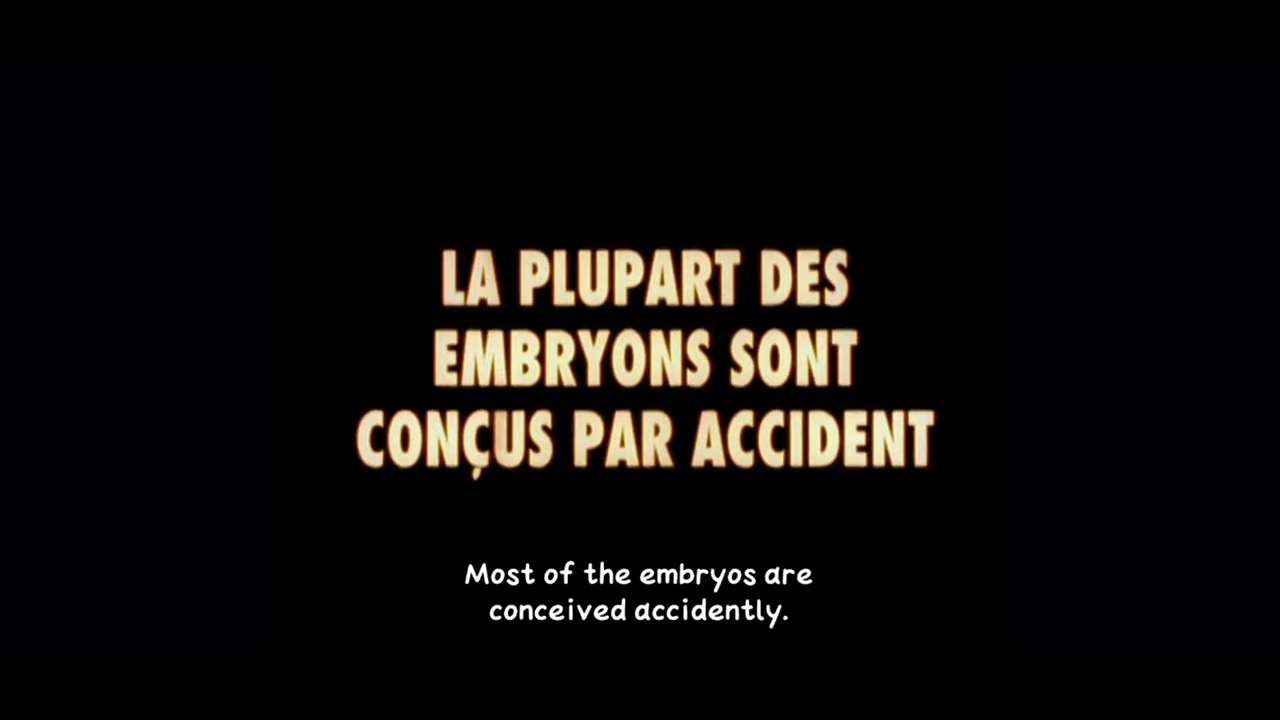 LA PLUPART DES
EMBRYONS SONT
CONÇUS PAR ACCIDENT
Most of the embryos are
conceived accidently.